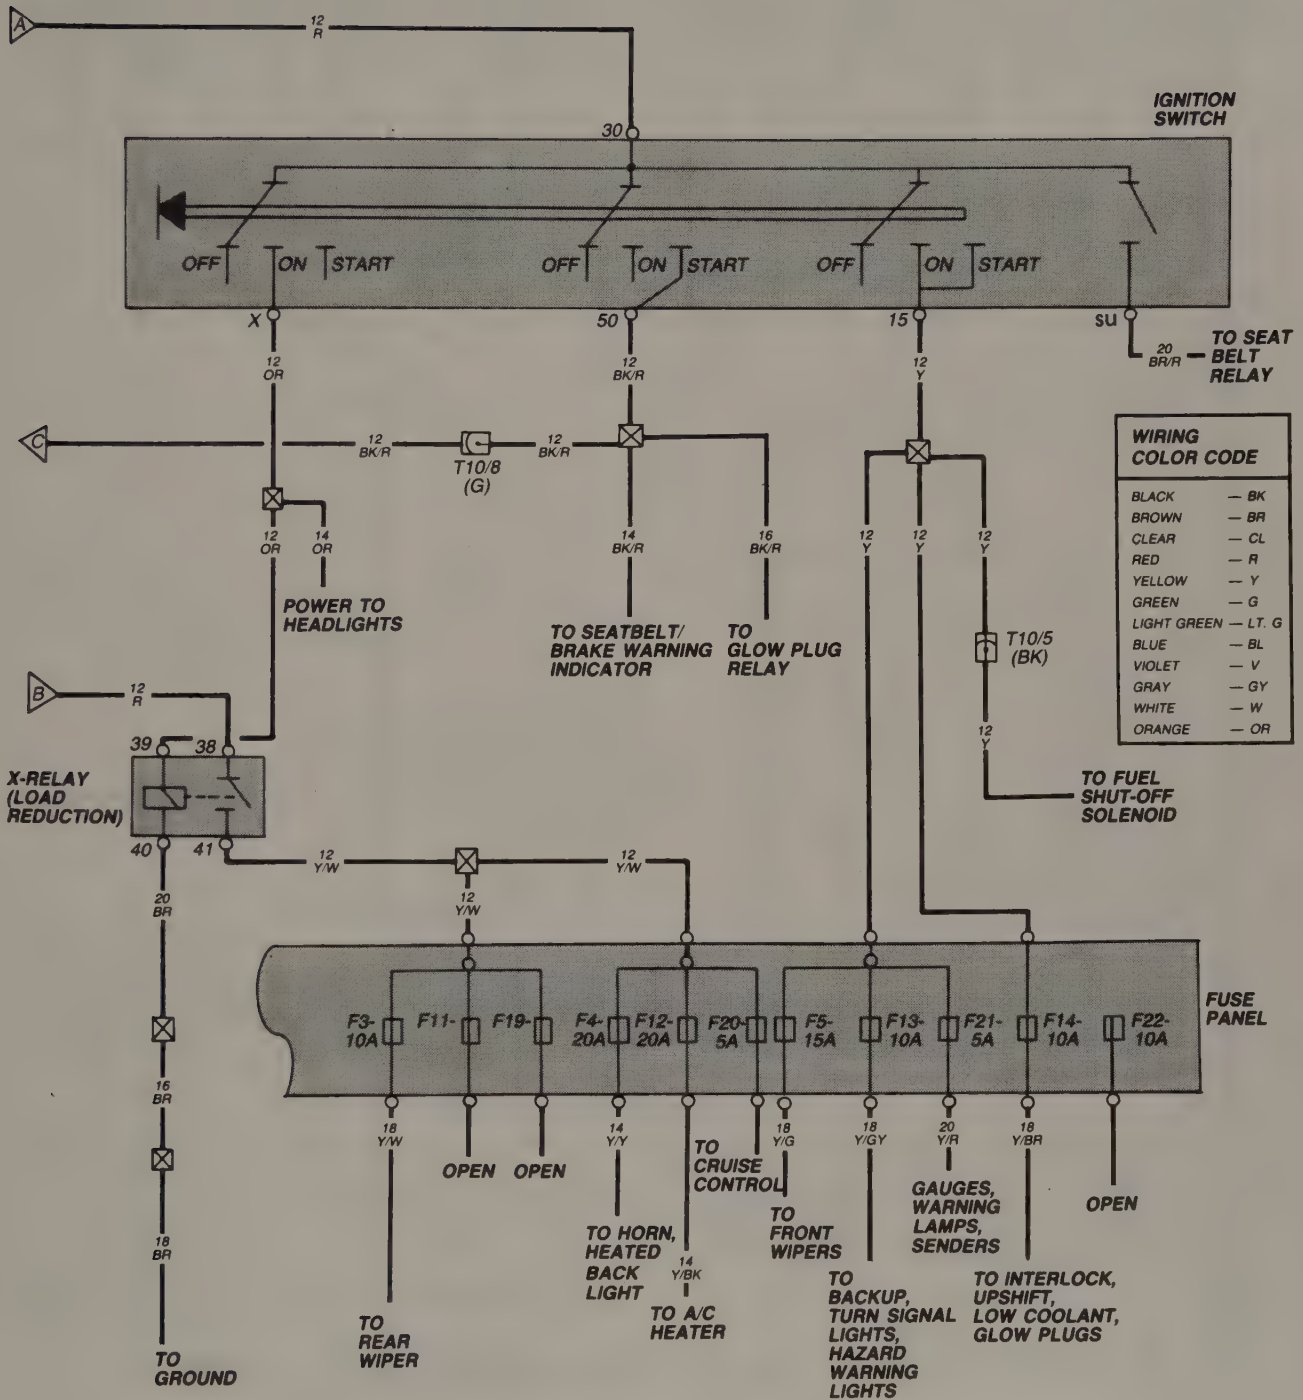 A
12
R
IGNITION
SWITCH
30
OFF
ON
START
OFF
ON
START
OFF
ON
START
X
50
15
su
12
OR
12
BK/R
12
Y
20
BR/R
TO SEAT
BELT
RELAY
C
12
BK/R
T10/8
(G)
12
BK/R
WIRING
COLOR CODE
BLACK — BK
BROWN — BR
CLEAR — CL
RED — R
YELLOW — Y
GREEN — G
LIGHT GREEN — LT. G
BLUE — BL
VIOLET — V
GRAY — GY
WHITE — W
ORANGE — OR
12
OR
14
OR
14
BK/R
16
BK/R
12
Y
12
Y
12
Y
POWER TO
HEADLIGHTS
TO SEATBELT/
BRAKE WARNING
INDICATOR
TO
GLOW PLUG
RELAY
T10/5
(BK)
B
12
R
12
Y
39
38
X-RELAY
(LOAD
REDUCTION)
TO FUEL
SHUT-OFF
SOLENOID
40
41
12
Y/W
12
Y/W
20
BR
12
Y/W
FUSE
PANEL
F3-
10A
F11-
F19-
F4-
20A
F12-
20A
F20-
5A
F5-
15A
F13-
10A
F21-
5A
F14-
10A
F22-
10A
16
BR
18
Y/W
OPEN
OPEN
14
Y/Y
TO
CRUISE
CONTROL
18
Y/G
18
Y/GY
20
Y/R
18
Y/BR
OPEN
18
BR
TO HORN,
HEATED
BACK
LIGHT
14
Y/BK
TO
FRONT
WIPERS
GAUGES,
WARNING
LAMPS,
SENDERS
TO
GROUND
TO
REAR
WIPER
TO A/C
HEATER
TO
BACKUP,
TURN SIGNAL
LIGHTS,
HAZARD
WARNING
LIGHTS
TO INTERLOCK,
UPSHIFT,
LOW COOLANT,
GLOW PLUGS